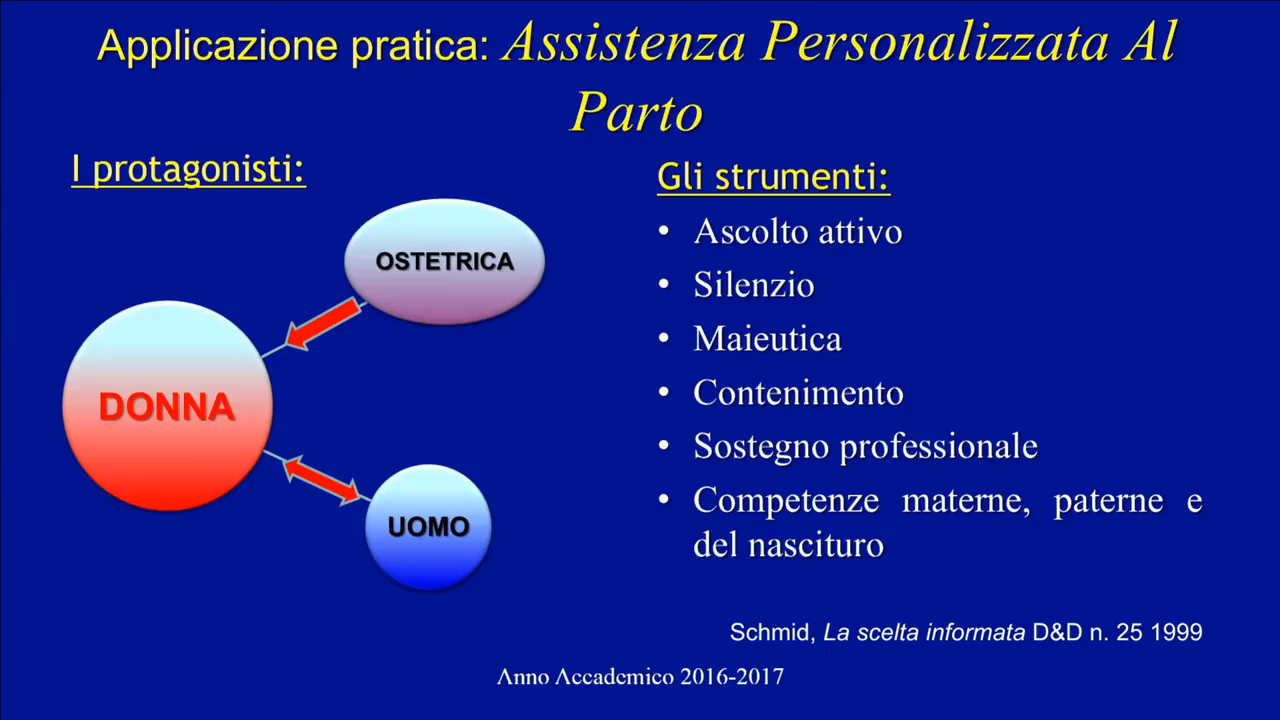 Applicazione pratica: Assistenza Personalizzata Al
Parto
I protagonisti:
OSTETRICA
DONNA
UOMO
Gli strumenti:
• Ascolto attivo
• Silenzio
• Maieutica
• Contenimento
• Sostegno professionale
• Competenze materne, paterne e
del nascituro
Schmid, La scelta informata D&D n. 25 1999
Anno Accademico 2016-2017